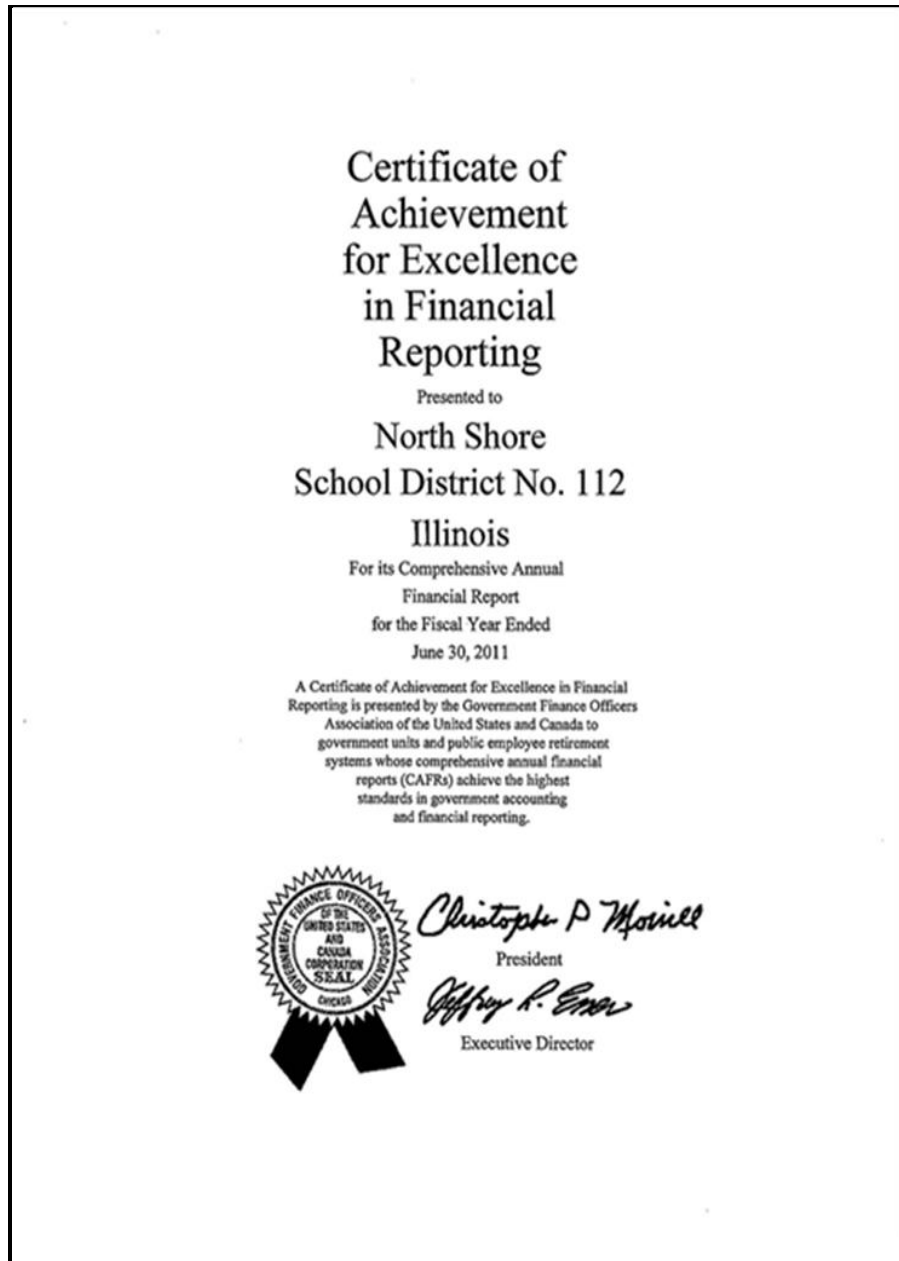 Certificate of
Achievement
for Excellence
in Financial
Reporting
Presented to
North Shore
School District No. 112
Illinois
For its Comprehensive Annual
Financial Report
for the Fiscal Year Ended
June 30, 2011
A Certificate of Achievement for Excellence in Financial
Reporting is presented by the Government Finance Officers
Association of the United States and Canada to
government units and public employee retirement
systems whose comprehensive annual financial
reports (CAFRs) achieve the highest
standards in government accounting
and financial reporting.
GOVERNMENT FINANCE OFFICERS ASSOCIATION
OF THE
UNITED STATES
AND
CANADA
CORPORATION
SEAL
CHICAGO
Christopher P Morrill
President
Jeffrey R. Enser
Executive Director